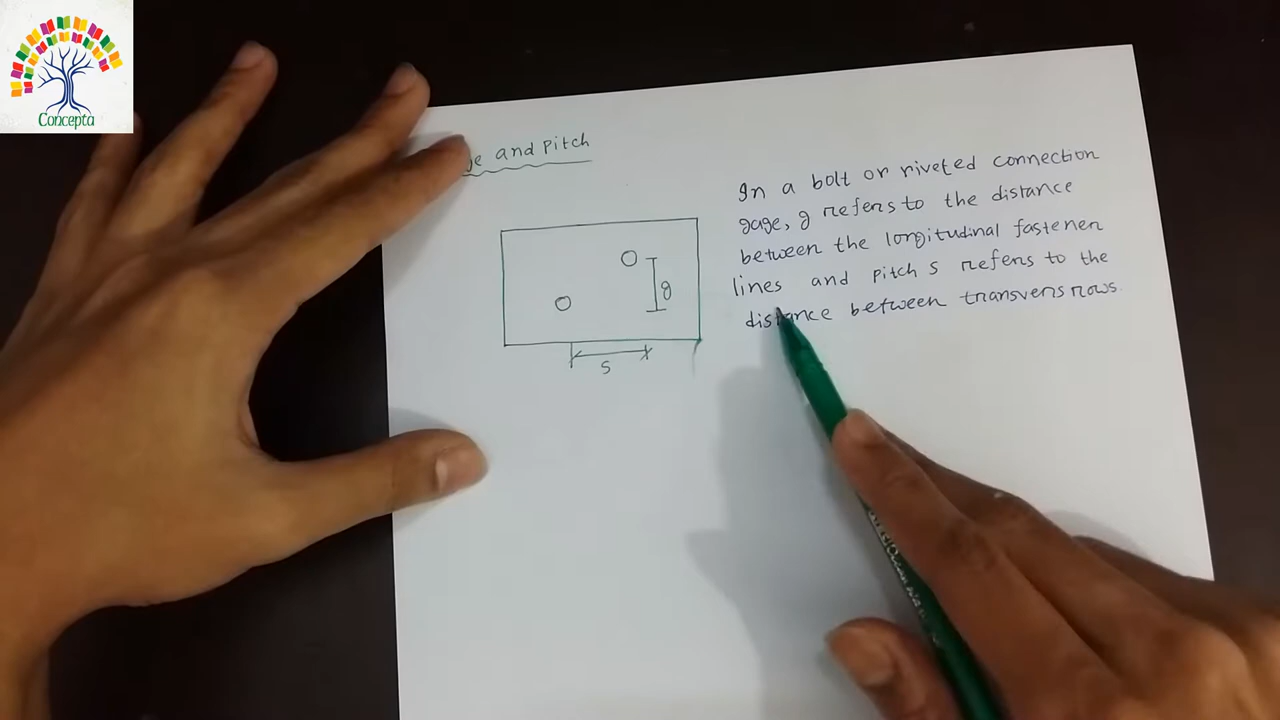 Concepta
and Pitch
In a bolt or riveted connection
gage, g refers to the distance
between the longitudinal fastener
lines and pitch s refers to the
distance between transvers rows.
g
s